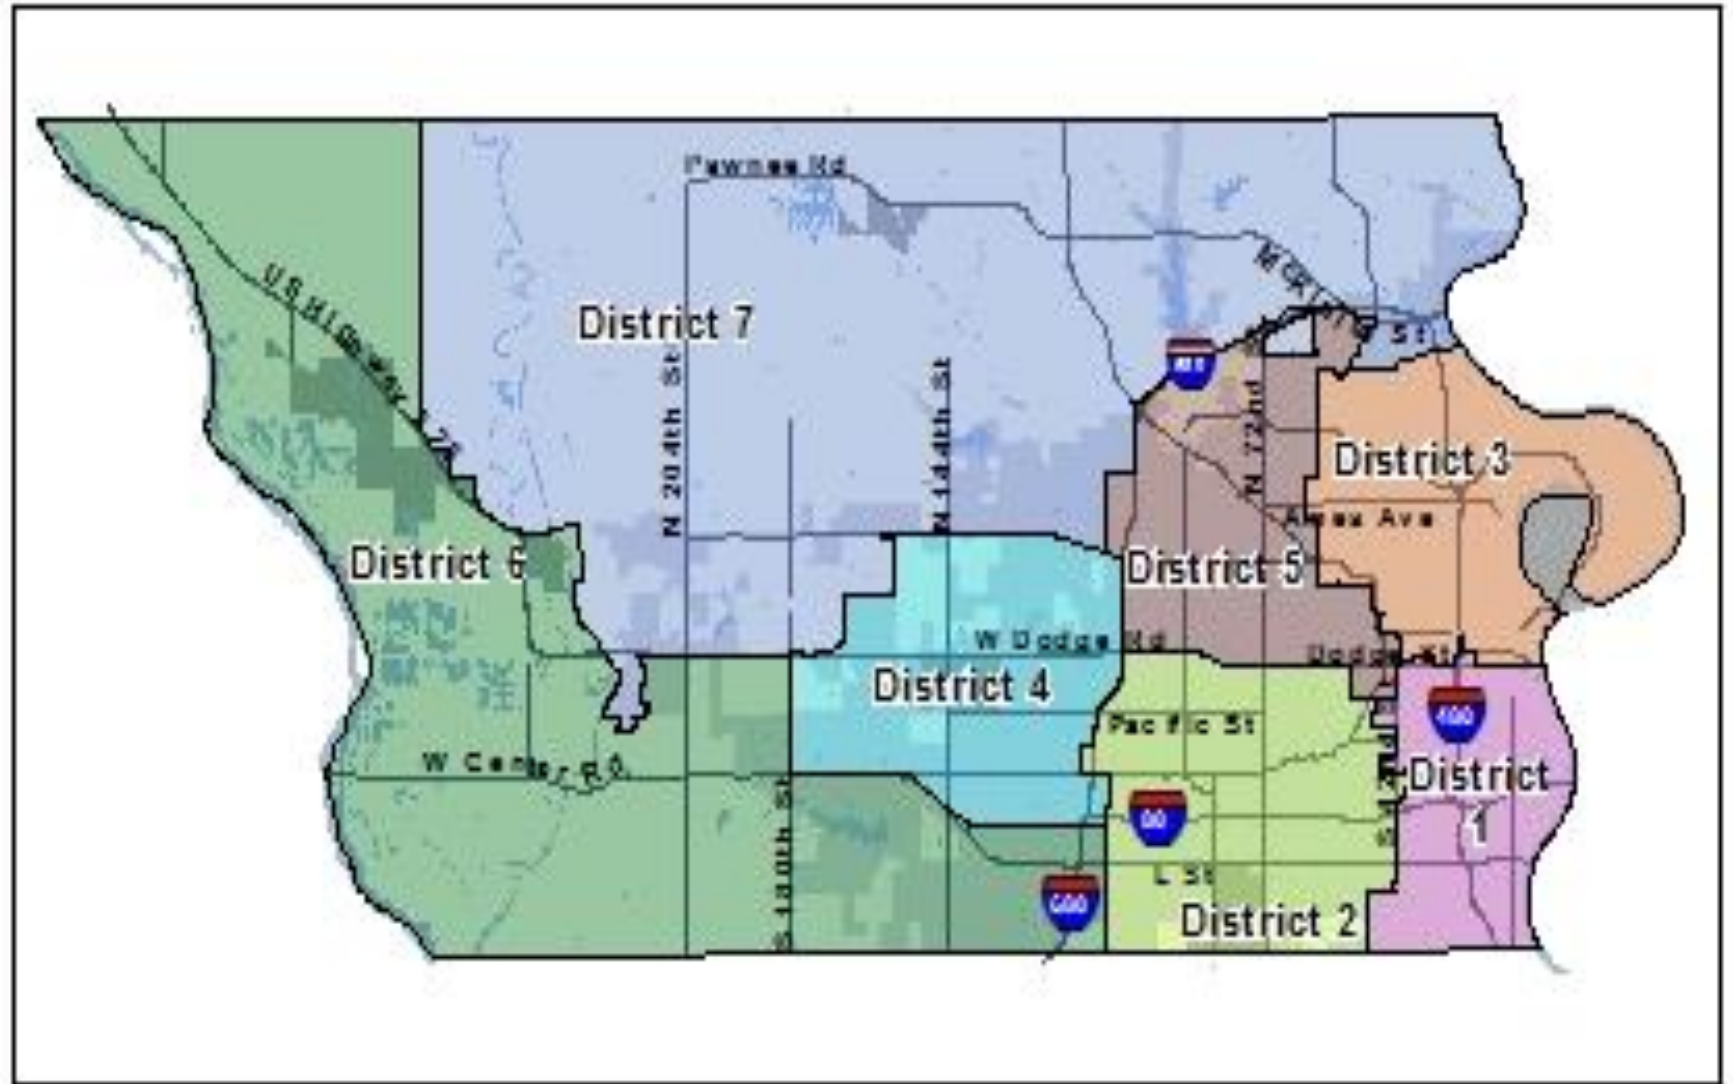 Pawnee Rd
US Highway 275
McKinley St
District 7
N 204th St
N 144th St
N 72nd
District 3
Ames Ave
District 6
District 5
W Dodge Rd
Dodge St
District 4
Pacific St
480
W Center Rd
District
1
S 180th St
80
L St
680
District 2